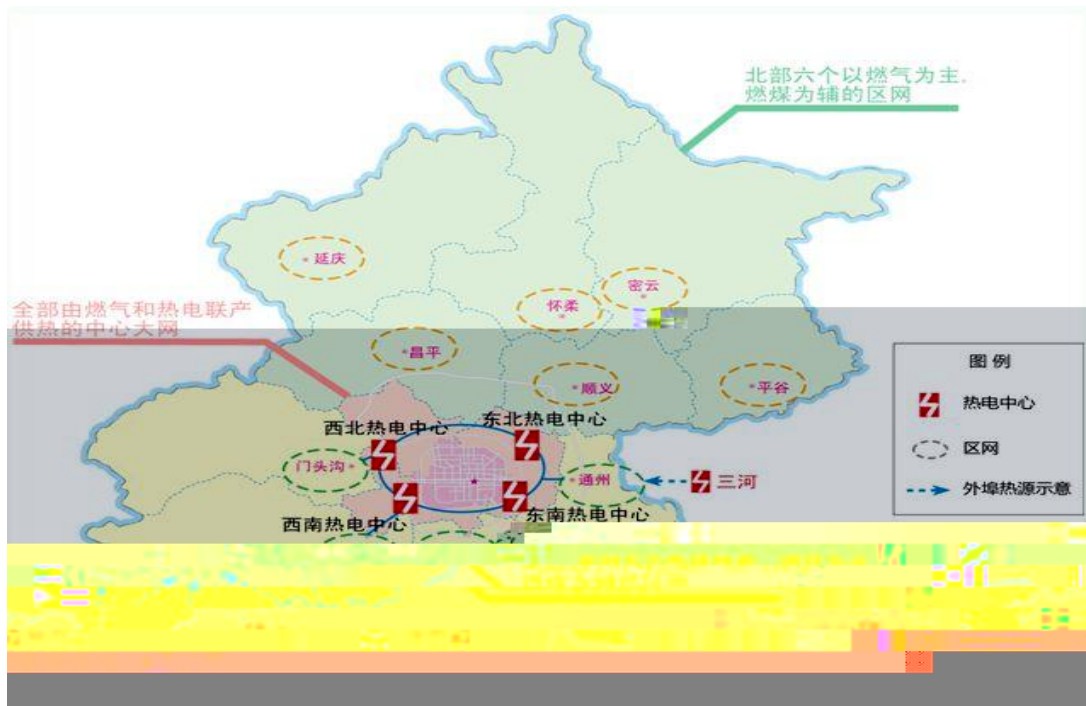 北部六个以燃气为主,
燃煤为辅的区网
延庆
密云
怀柔
全部由燃气和热电联产
供热的中心大网
昌平
顺义
平谷
图例
热电中心
区网
外埠热源示意
西北热电中心
东北热电中心
门头沟
通州
三河
西南热电中心
东南热电中心